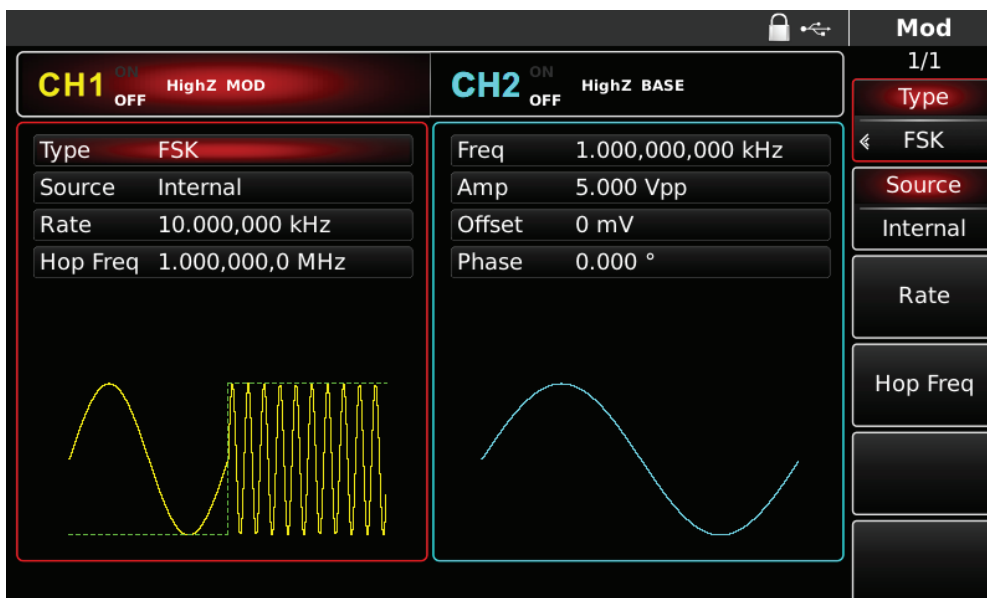 Mod
1/1
CH1 ON OFF HighZ MOD
CH2 ON OFF HighZ BASE
Type FSK
Source Internal
Rate 10.000,000 kHz
Hop Freq 1.000,000,0 MHz
Freq 1.000,000,000 kHz
Amp 5.000 Vpp
Offset 0 mV
Phase 0.000 °
Type
FSK
Source
Internal
Rate
Hop Freq